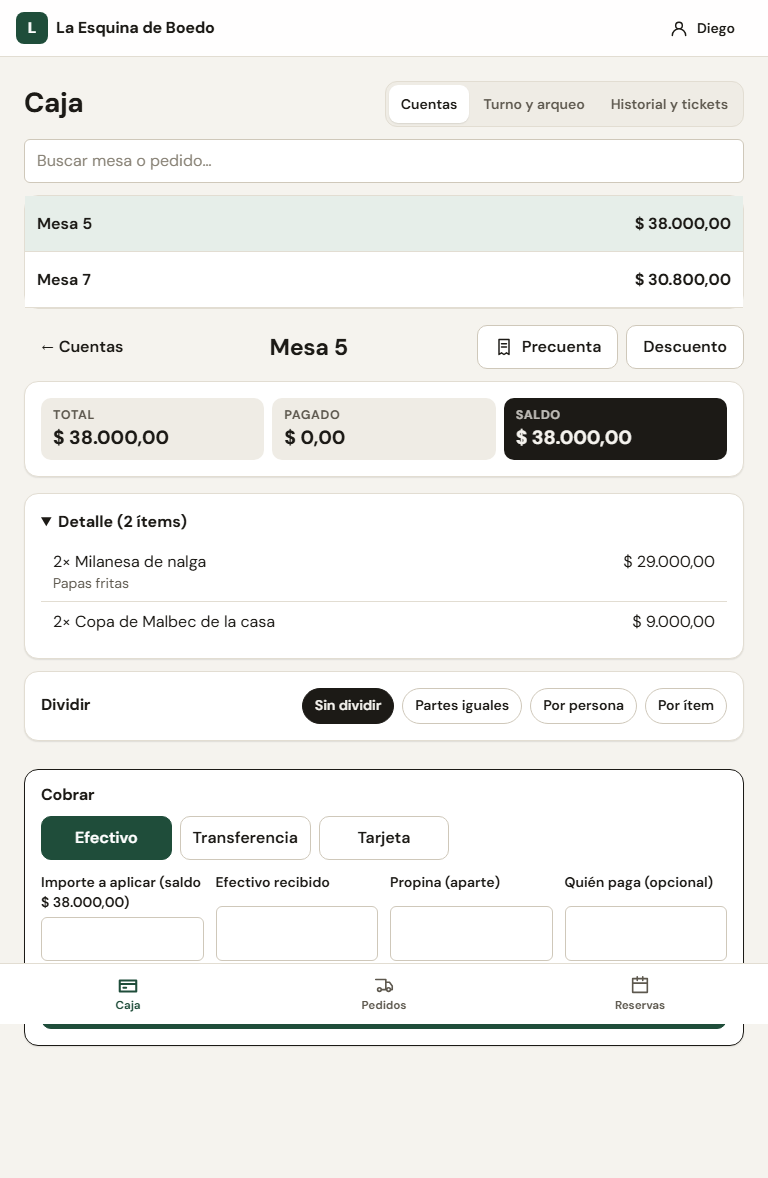 L La Esquina de Boedo Diego
Caja Cuentas Turno y arqueo Historial y tickets
Buscar mesa o pedido...
Mesa 5 $ 38.000,00
Mesa 7 $ 30.800,00
← Cuentas Mesa 5 Precuenta Descuento
TOTAL PAGADO SALDO
$ 38.000,00 $ 0,00 $ 38.000,00
▼ Detalle (2 ítems)
2× Milanesa de nalga $ 29.000,00
Papas fritas
2× Copa de Malbec de la casa $ 9.000,00
Dividir Sin dividir Partes iguales Por persona Por ítem
Cobrar
Efectivo Transferencia Tarjeta
Importe a aplicar (saldo Efectivo recibido Propina (aparte) Quién paga (opcional)
$ 38.000,00)
Caja Pedidos Reservas